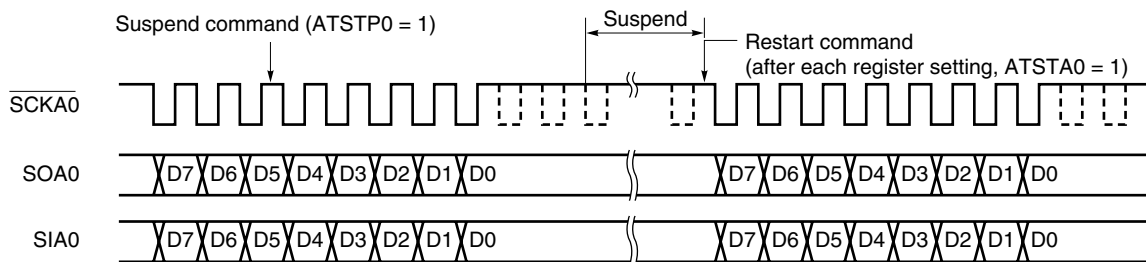 Suspend command (ATSTP0 = 1)
Suspend
Restart command
(after each register setting, ATSTA0 = 1)
SCKA0
SOA0 D7 D6 D5 D4 D3 D2 D1 D0 D7 D6 D5 D4 D3 D2 D1 D0
SIA0 D7 D6 D5 D4 D3 D2 D1 D0 D7 D6 D5 D4 D3 D2 D1 D0